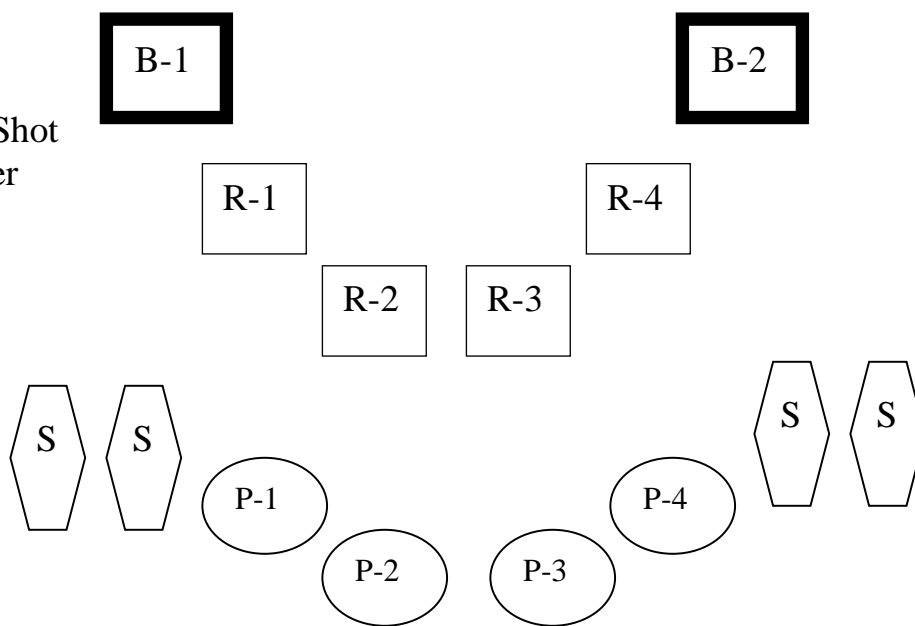 B-1 B-2
Shot
er
R-1 R-4
R-2 R-3
S S S S
P-1 P-4
P-2 P-3